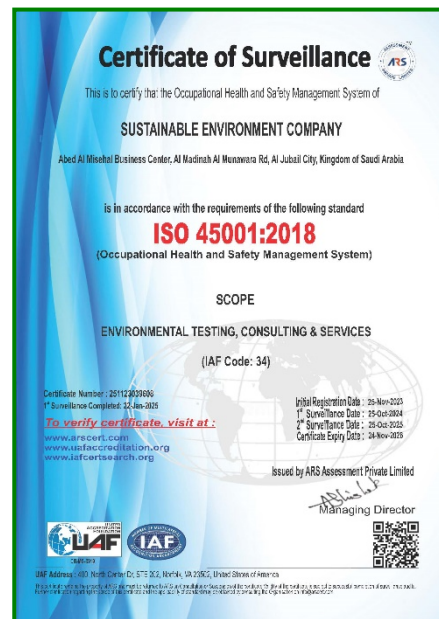 Certificate of Surveillance
ARS
This is to certify that the Occupational Health and Safety Management System of
SUSTAINABLE ENVIRONMENT COMPANY
Abed Al Misehal Business Center, Al Madinah Al Munawara Rd, Al Jubail City, Kingdom of Saudi Arabia
is in accordance with the requirements of the following standard
ISO 45001:2018
(Occupational Health and Safety Management System)
SCOPE
ENVIRONMENTAL TESTING, CONSULTING & SERVICES
(IAF Code: 34)
Certificate Number :
1st Surveillance Completed: 22-Jan-2025
Initial Registration Date : 25-Nov-2023
1st Surveillance Date : 25-Oct-2024
2nd Surveillance Date : 25-Oct-2025
Certificate Expiry Date : 24-Nov-2026
To verify certificate, visit at :
www.arscert.com
www.uafaccreditation.org
www.iafcertsearch.org
Issued by ARS Assessment Private Limited
Managing Director
UAF
IAF
UAF Address : North Center Dr, STE 202, Norfolk, VA 23502, United States of America